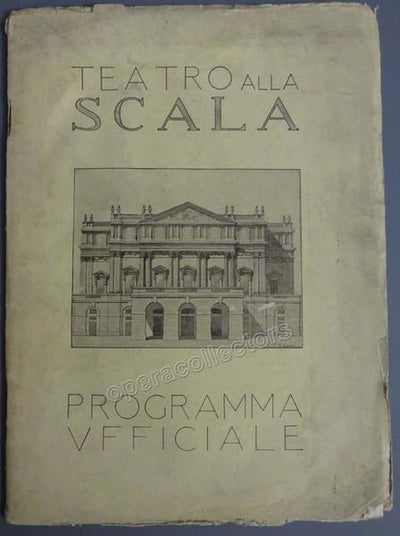 TEATRO ALLA
SCALA
operacollectors
PROGRAMMA
VFFICIALE